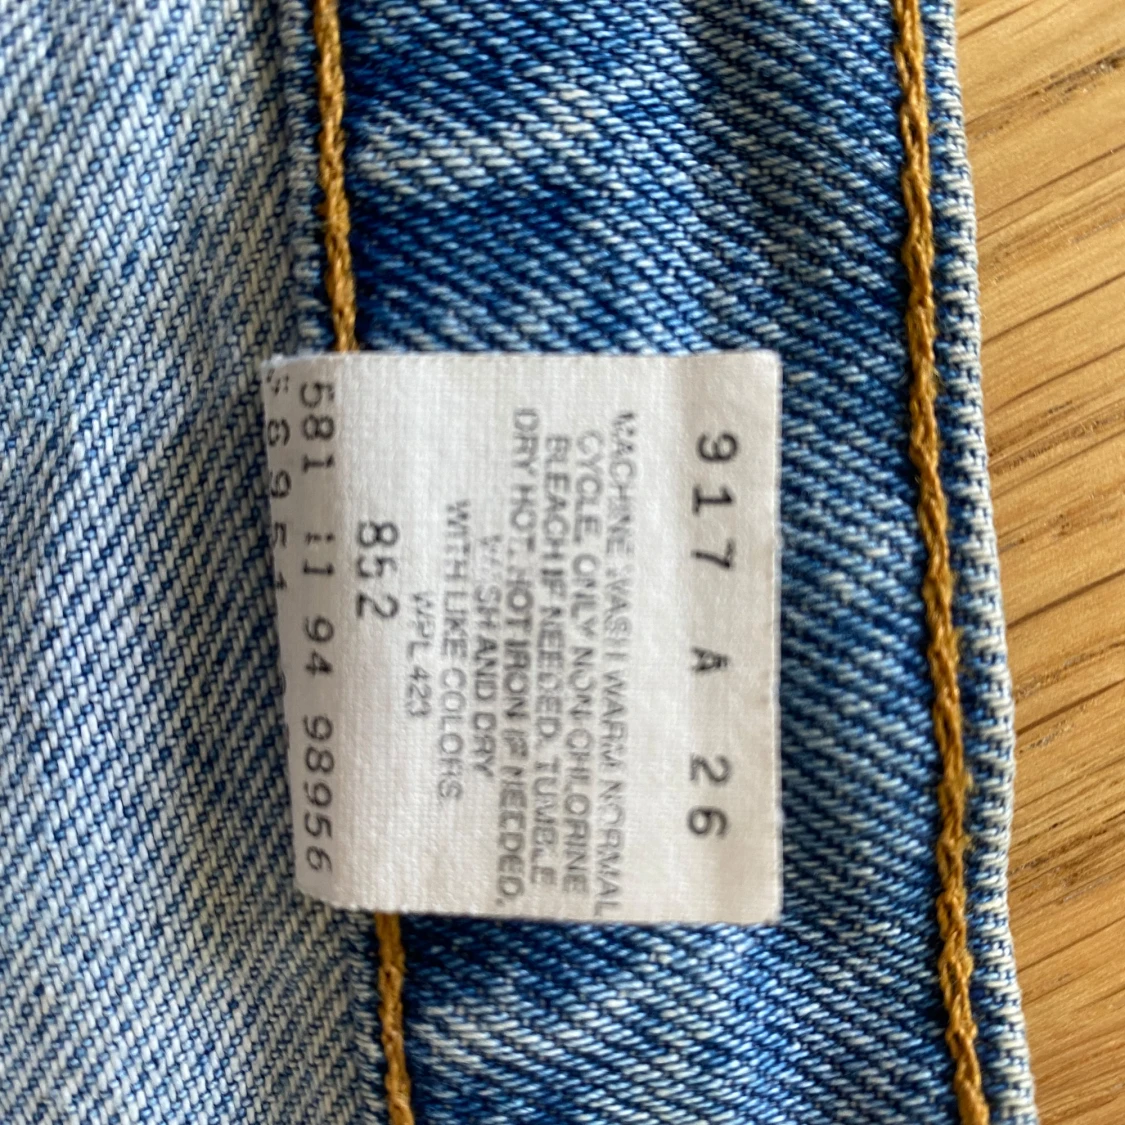 917 A 26
MACHINE WASH WARM NORMAL
CYCLE. ONLY NON-CHLORINE
BLEACH IF NEEDED. TUMBLE
DRY HOT. HOT IRON IF NEEDED.
WASH AND DRY
WITH LIKE COLORS.
WPL 423
852
581 11 94 98956